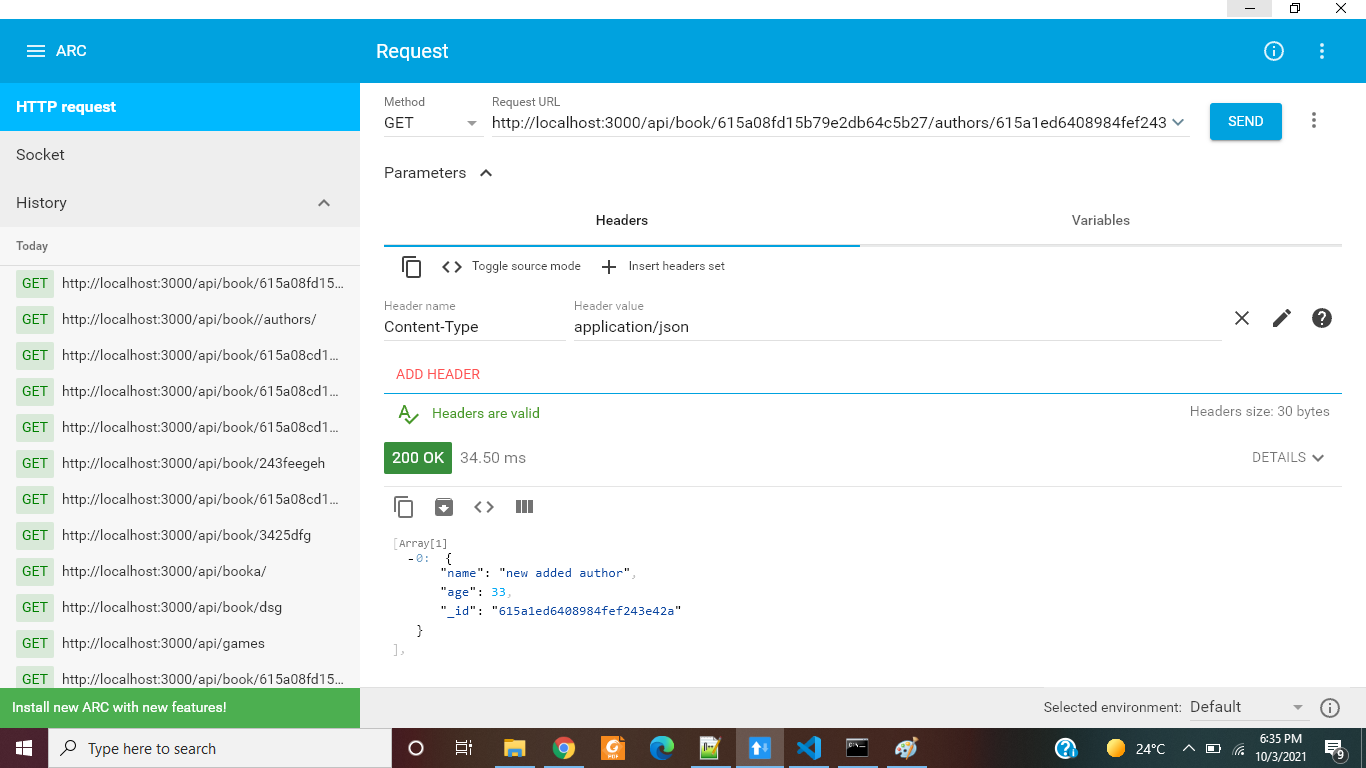 ARC
Request
HTTP request
Socket
History
Today
GET http://localhost:3000/api/book/615a08fd15...
GET http://localhost:3000/api/book//authors/
GET http://localhost:3000/api/book/615a08cd1...
GET http://localhost:3000/api/book/615a08cd1...
GET http://localhost:3000/api/book/615a08cd1...
GET http://localhost:3000/api/book/243feegeh
GET http://localhost:3000/api/book/615a08cd1...
GET http://localhost:3000/api/book/3425dfg
GET http://localhost:3000/api/booka/
GET http://localhost:3000/api/book/dsg
GET http://localhost:3000/api/games
GET http://localhost:3000/api/book/615a08fd15...
Install new ARC with new features!
Method
Request URL
GET
http://localhost:3000/api/book/615a08fd15b79e2db64c5b27/authors/615a1ed6408984fef243
SEND
Parameters
Headers
Variables
Toggle source mode
Insert headers set
Header name
Header value
Content-Type
application/json
ADD HEADER
Headers are valid
Headers size: 30 bytes
200 OK
34.50 ms
DETAILS
[Array[1]
-0: {
"name": "new added author",
"age": 33,
"_id": "615a1ed6408984fef243e42a"
}
],
Selected environment: Default
Type here to search
24°C
6:35 PM
10/3/2021
9